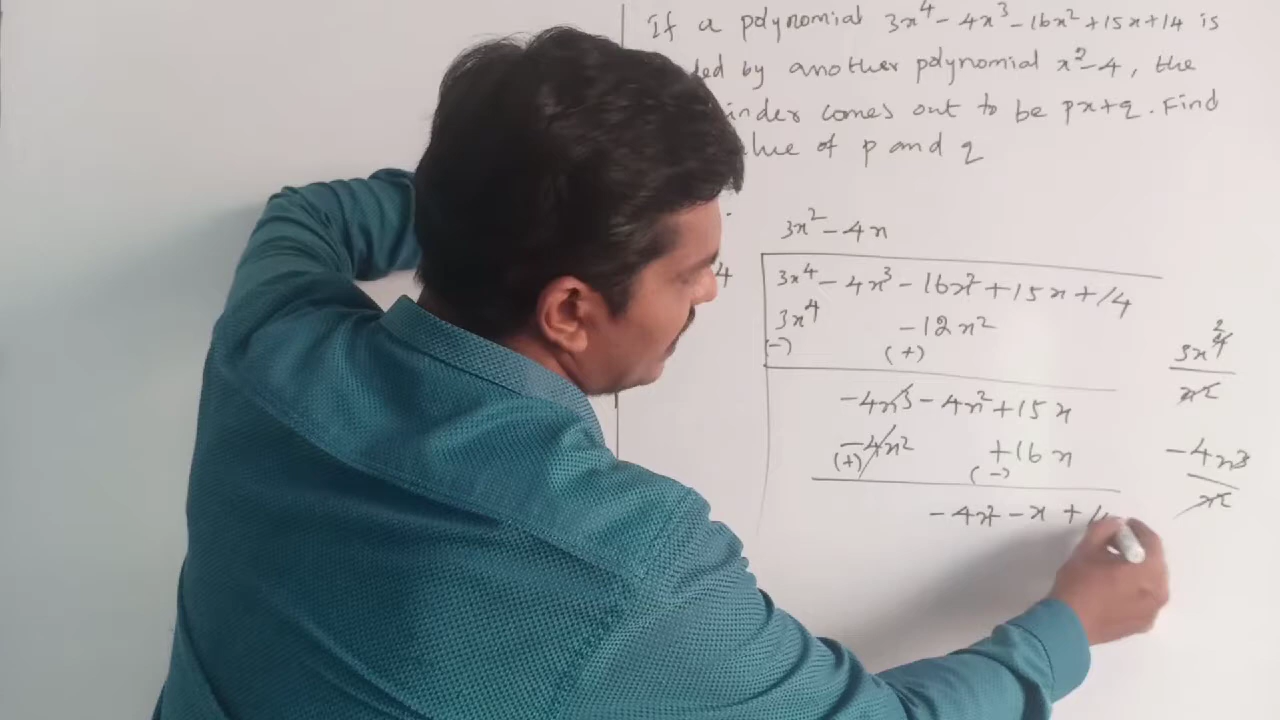 If a polynomial 3x⁴ - 4x³ - 16x² + 15x + 14 is
by another polynomial x² - 4, the
comes out to be px + q. Find
of p and q
3x² - 4x
4 3x⁴ - 4x³ - 16x² + 15x + 14
3x⁴ - 12x²
(-) (+)
3x⁴
x²
-4x³ - 4x² + 15x
-4x² + 16x
(+) (-)
-4x³
x²
-4x² - x +